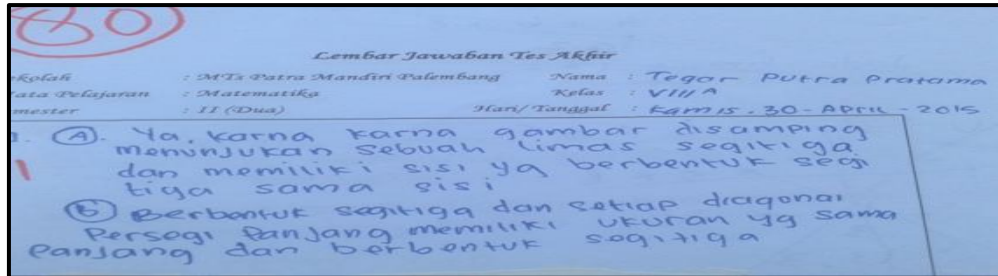 80
Lembar Jawaban Tes Akhir
ekolah : MTs Patra Mandiri Palembang Nama : Tegar Putra Pratama
ata Pelajaran : Matematika Kelas : VIII A
mester : II (Dua) Hari/ Tanggal : Kamis . 30 - April - 2015
1. A. Ya, karna karna gambar disamping
menunjukan sebuah limas segitiga.
dan memiliki sisi yg berbentuk segi
tiga sama sisi
B Berbentuk segitiga dan setiap diagonal
Persegi Panjang memiliki ukuran yg sama
Panjang dan berbentuk segitiga